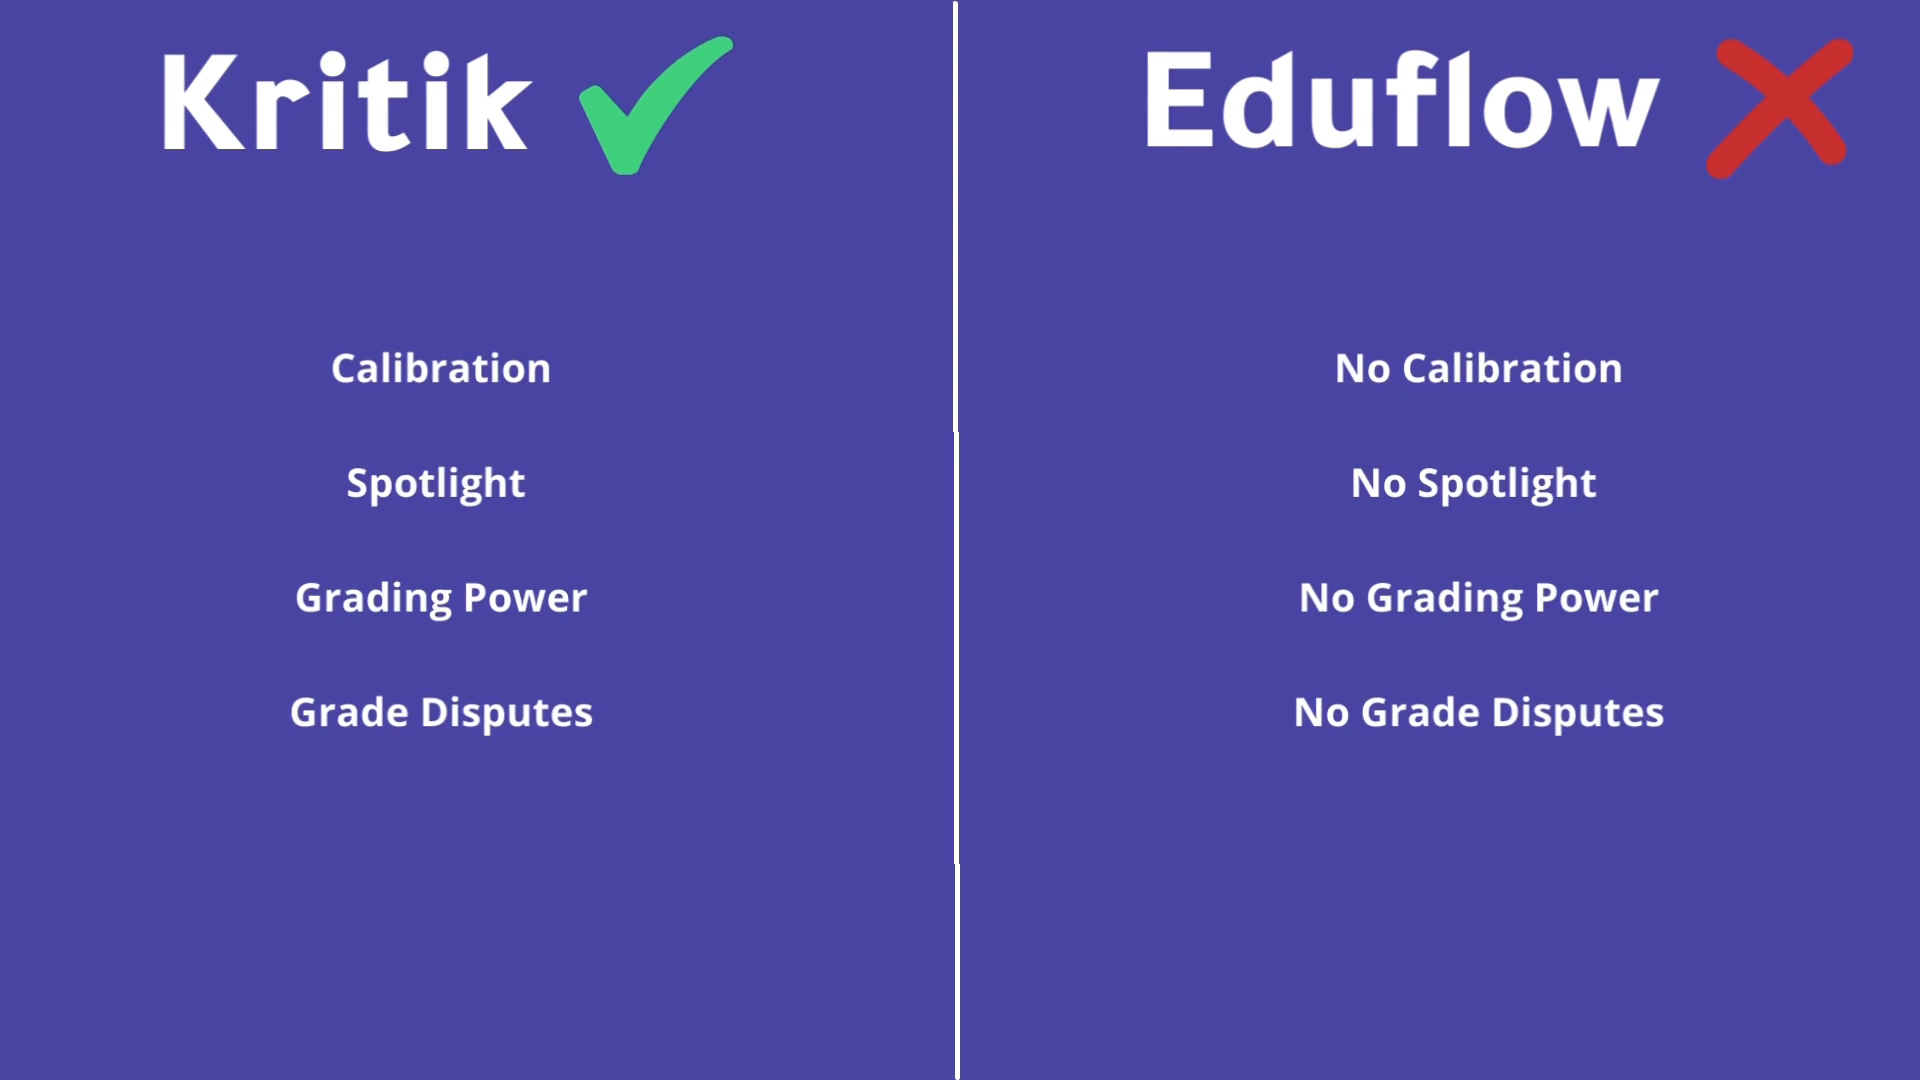 Kritik
Calibration
Spotlight
Grading Power
Grade Disputes
Eduflow
No Calibration
No Spotlight
No Grading Power
No Grade Disputes